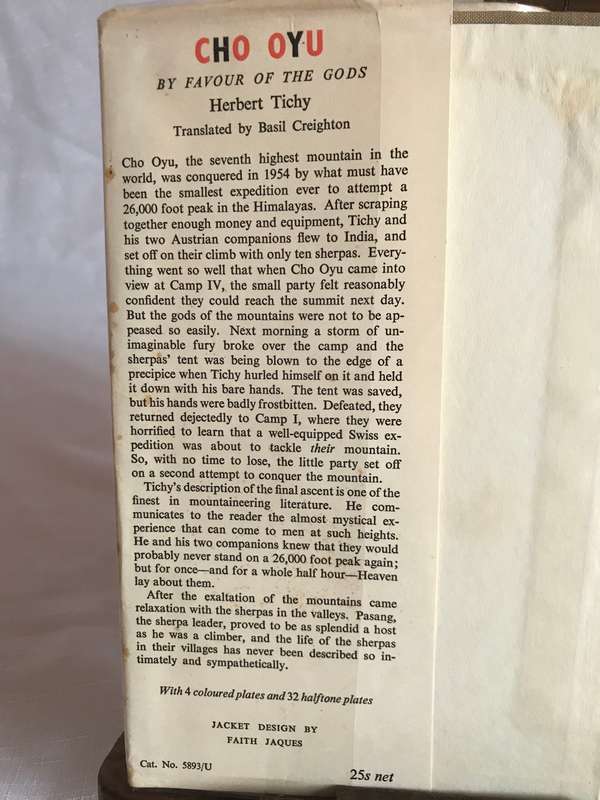 CHO OYU
BY FAVOUR OF THE GODS
Herbert Tichy
Translated by Basil Creighton
Cho Oyu, the seventh highest mountain in the
world, was conquered in 1954 by what must have
been the smallest expedition ever to attempt a
26,000 foot peak in the Himalayas. After scraping
together enough money and equipment, Tichy and
his two Austrian companions flew to India, and
set off on their climb with only ten sherpas. Every-
thing went so well that when Cho Oyu came into
view at Camp IV, the small party felt reasonably
confident they could reach the summit next day.
But the gods of the mountains were not to be ap-
peased so easily. Next morning a storm of un-
imaginable fury broke over the camp and the
sherpas' tent was being blown to the edge of a
precipice when Tichy hurled himself on it and held
it down with his bare hands. The tent was saved,
but his hands were badly frostbitten. Defeated, they
returned dejectedly to Camp I, where they were
horrified to learn that a well-equipped Swiss ex-
pedition was about to tackle their mountain.
So, with no time to lose, the little party set off
on a second attempt to conquer the mountain.
Tichy's description of the final ascent is one of the
finest in mountaineering literature. He com-
municates to the reader the almost mystical ex-
perience that can come to men at such heights.
He and his two companions knew that they would
probably never stand on a 26,000 foot peak again;
but for once—and for a whole half hour—Heaven
lay about them.
After the exaltation of the mountains came
relaxation with the sherpas in the valleys. Pasang,
the sherpa leader, proved to be as splendid a host
as he was a climber, and the life of the sherpas
in their villages has never been described so in-
timately and sympathetically.
With 4 coloured plates and 32 halftone plates
JACKET DESIGN BY
FAITH JAQUES
Cat. No. 5893/U
25s net